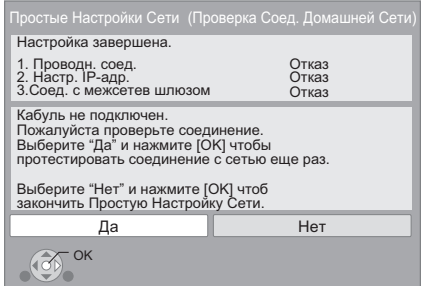 Простые Настройки Сети (Проверка Соед. Домашней Сети)
Настройка завершена.
1. Проводн. соед. Отказ
2. Настр. IP-адр. Отказ
3.Соед. с межсетев шлюзом Отказ
Кабуль не подключен.
Пожалуйста проверьте соединение.
Выберите “Да” и нажмите [OK] чтобы
протестировать соединение с сетью еще раз.
Выберите “Нет” и нажмите [OK] чтоб
закончить Простую Настройку Сети.
Да Нет
OK